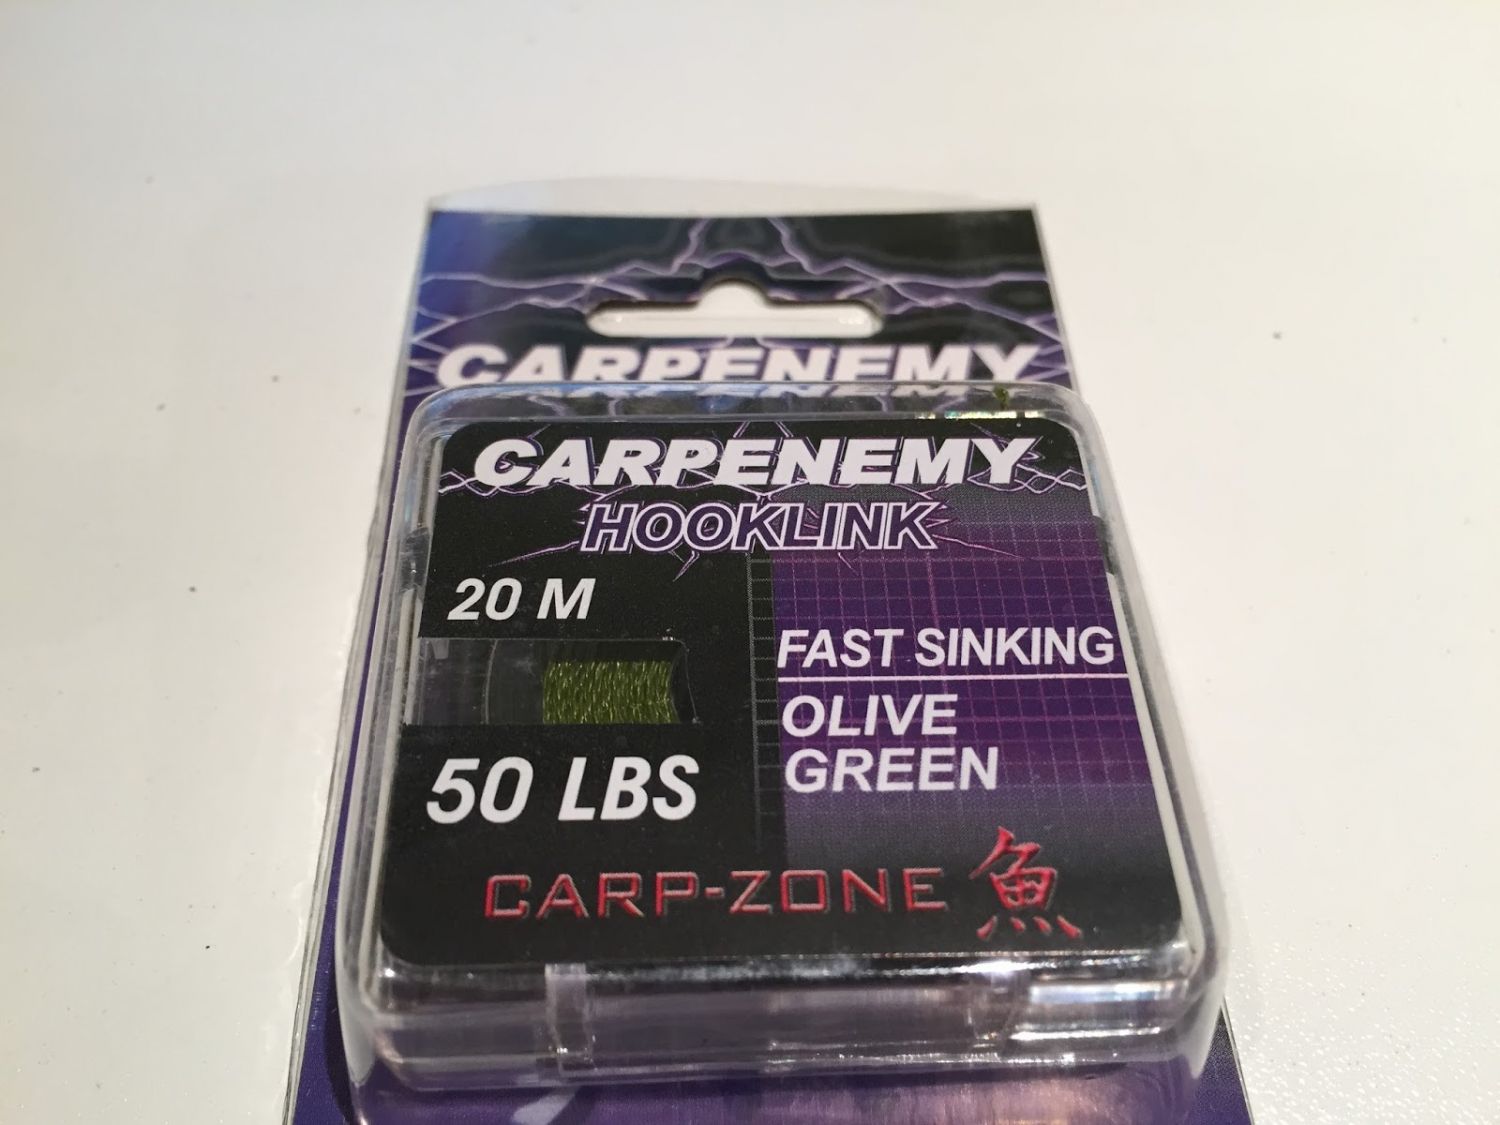 CARPENEMY
CARPENEMY
HOOKLINK
20 M
FAST SINKING
OLIVE
GREEN
50 LBS
CARP-ZONE 魚